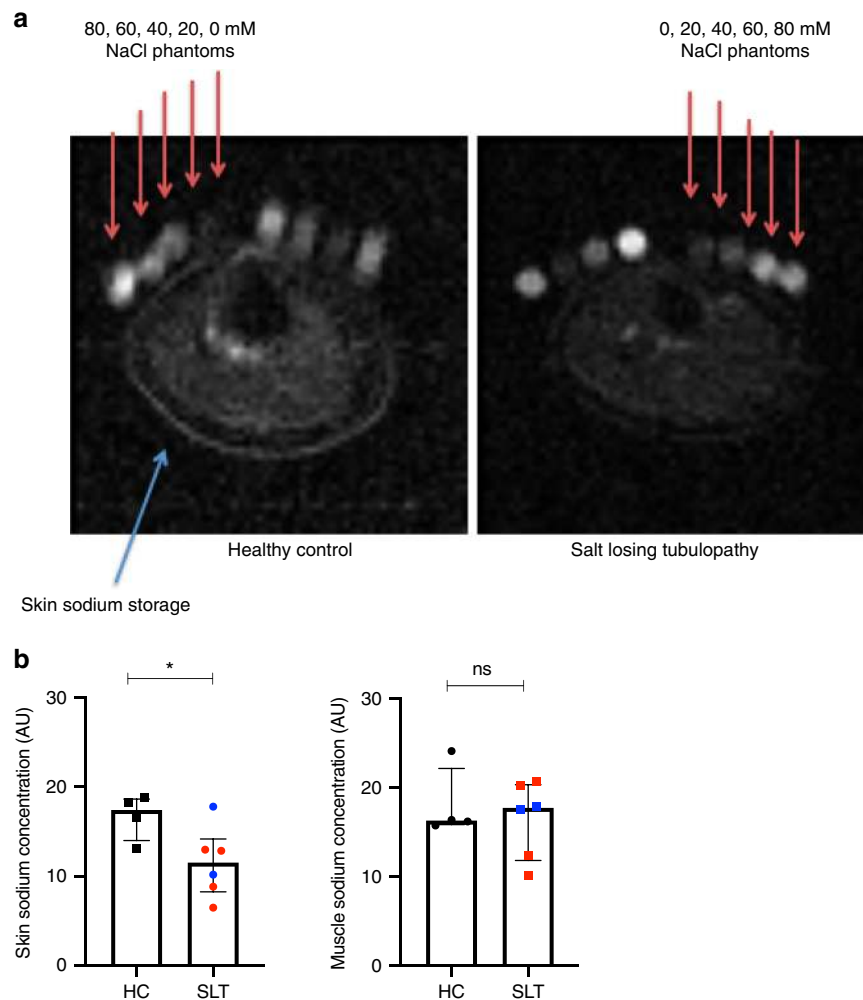 a
80, 60, 40, 20, 0 mM
NaCl phantoms
0, 20, 40, 60, 80 mM
NaCl phantoms
Healthy control
Salt losing tubulopathy
Skin sodium storage
b
Skin sodium concentration (AU)
30
20
10
0
*
HC
SLT
Muscle sodium concentration (AU)
30
20
10
0
ns
HC
SLT